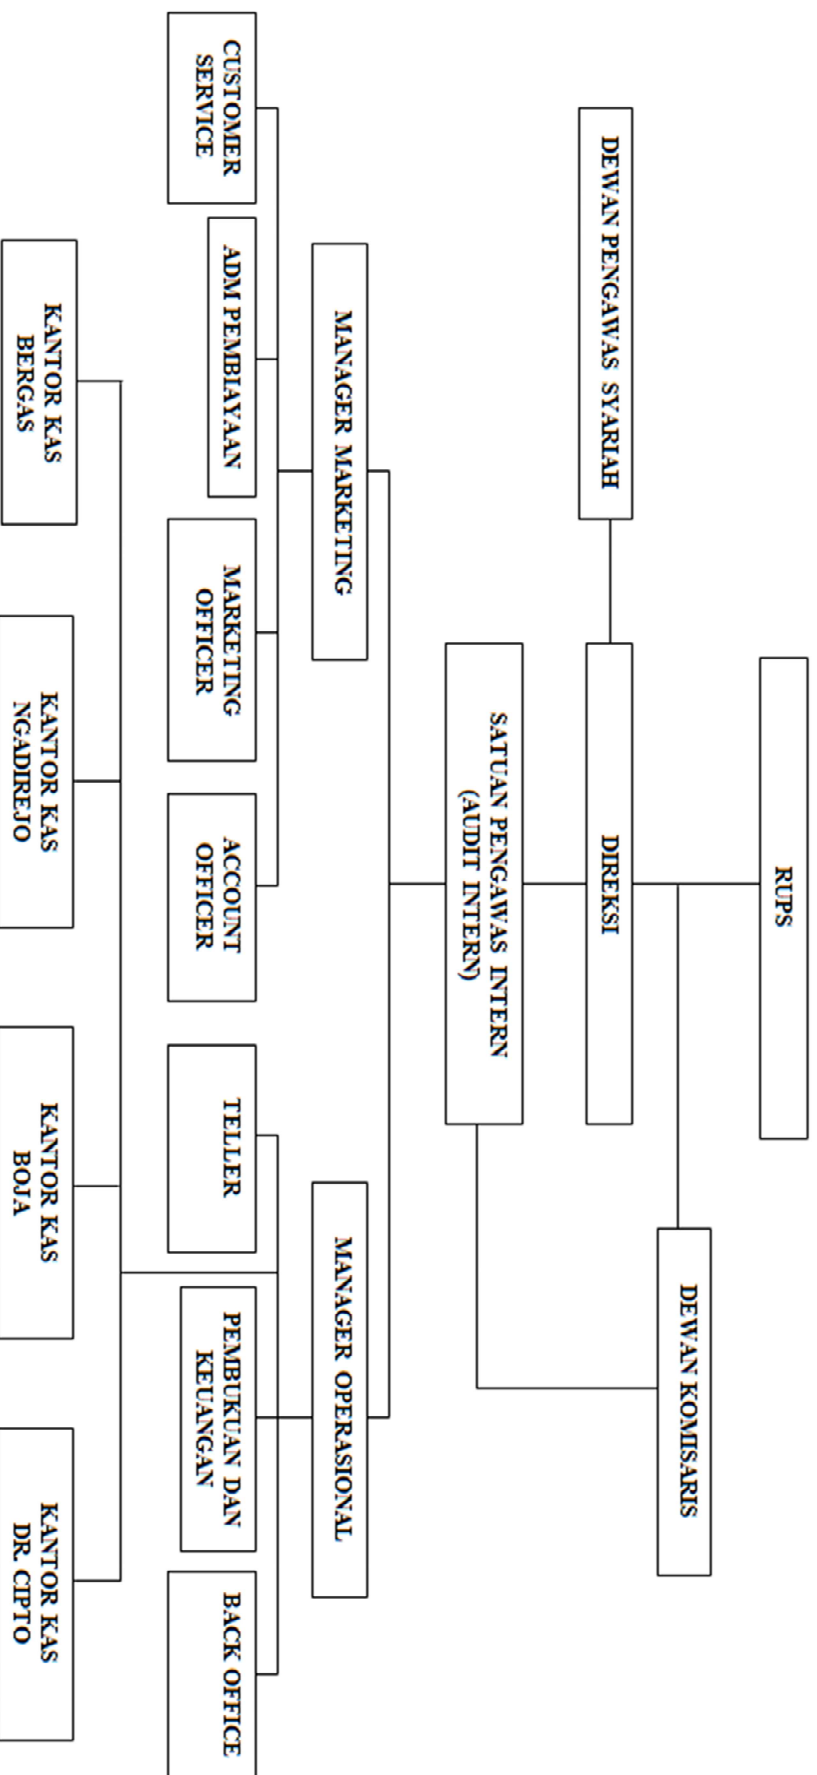 RUPS
DEWAN KOMISARIS
DEWAN PENGAWAS SYARIAH
DIREKSI
SATUAN PENGAWAS INTERN
(AUDIT INTERN)
MANAGER MARKETING
MANAGER OPERASIONAL
CUSTOMER
SERVICE
ADM PEMBIAYAAN
MARKETING
OFFICER
ACCOUNT
OFFICER
TELLER
PEMBUKUAN DAN
KEUANGAN
BACK OFFICE
KANTOR KAS
BERGAS
KANTOR KAS
NGADIREJO
KANTOR KAS
BOJA
KANTOR KAS
DR. CIPTO